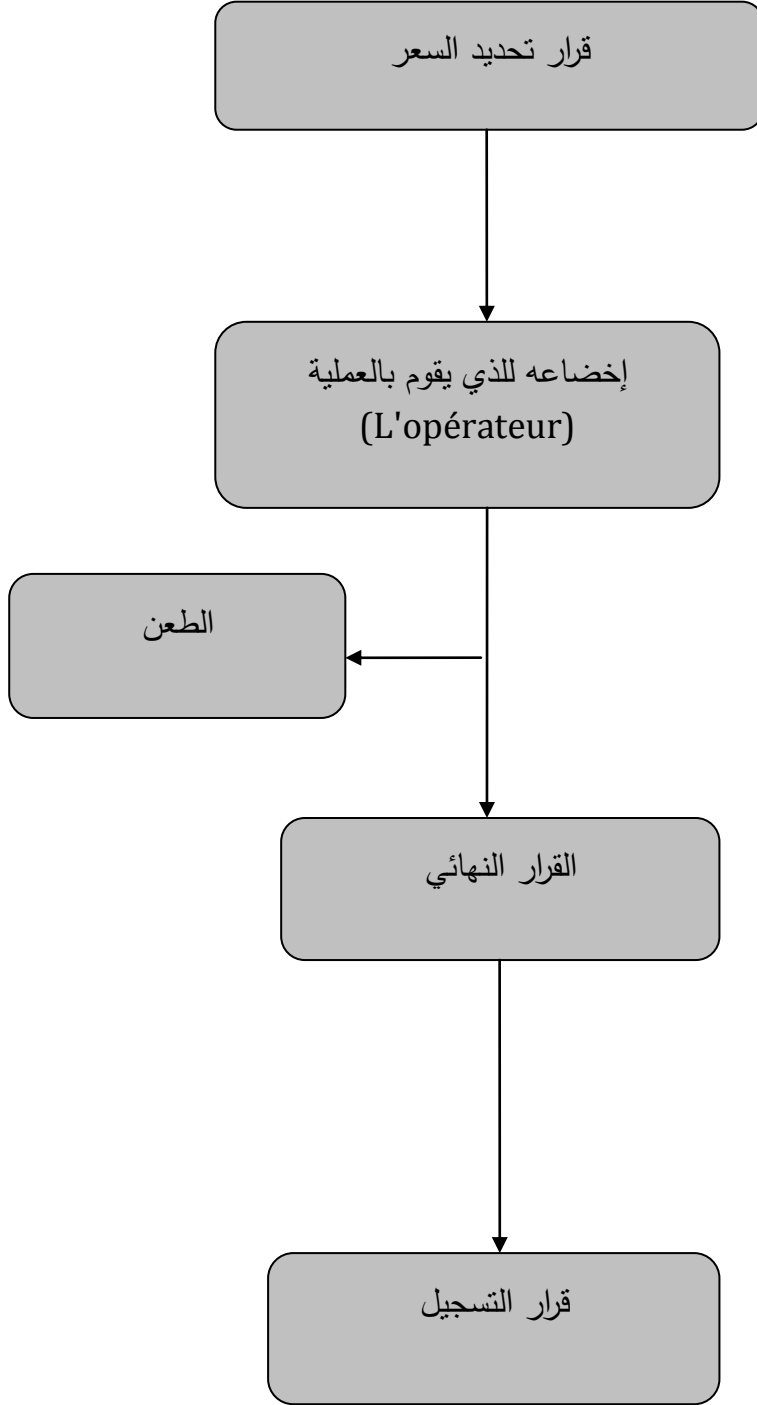 قرار تحديد السعر
إخضاعه للذي يقوم بالعملية
(L'opérateur)
الطعن
القرار النهائي
قرار التسجيل